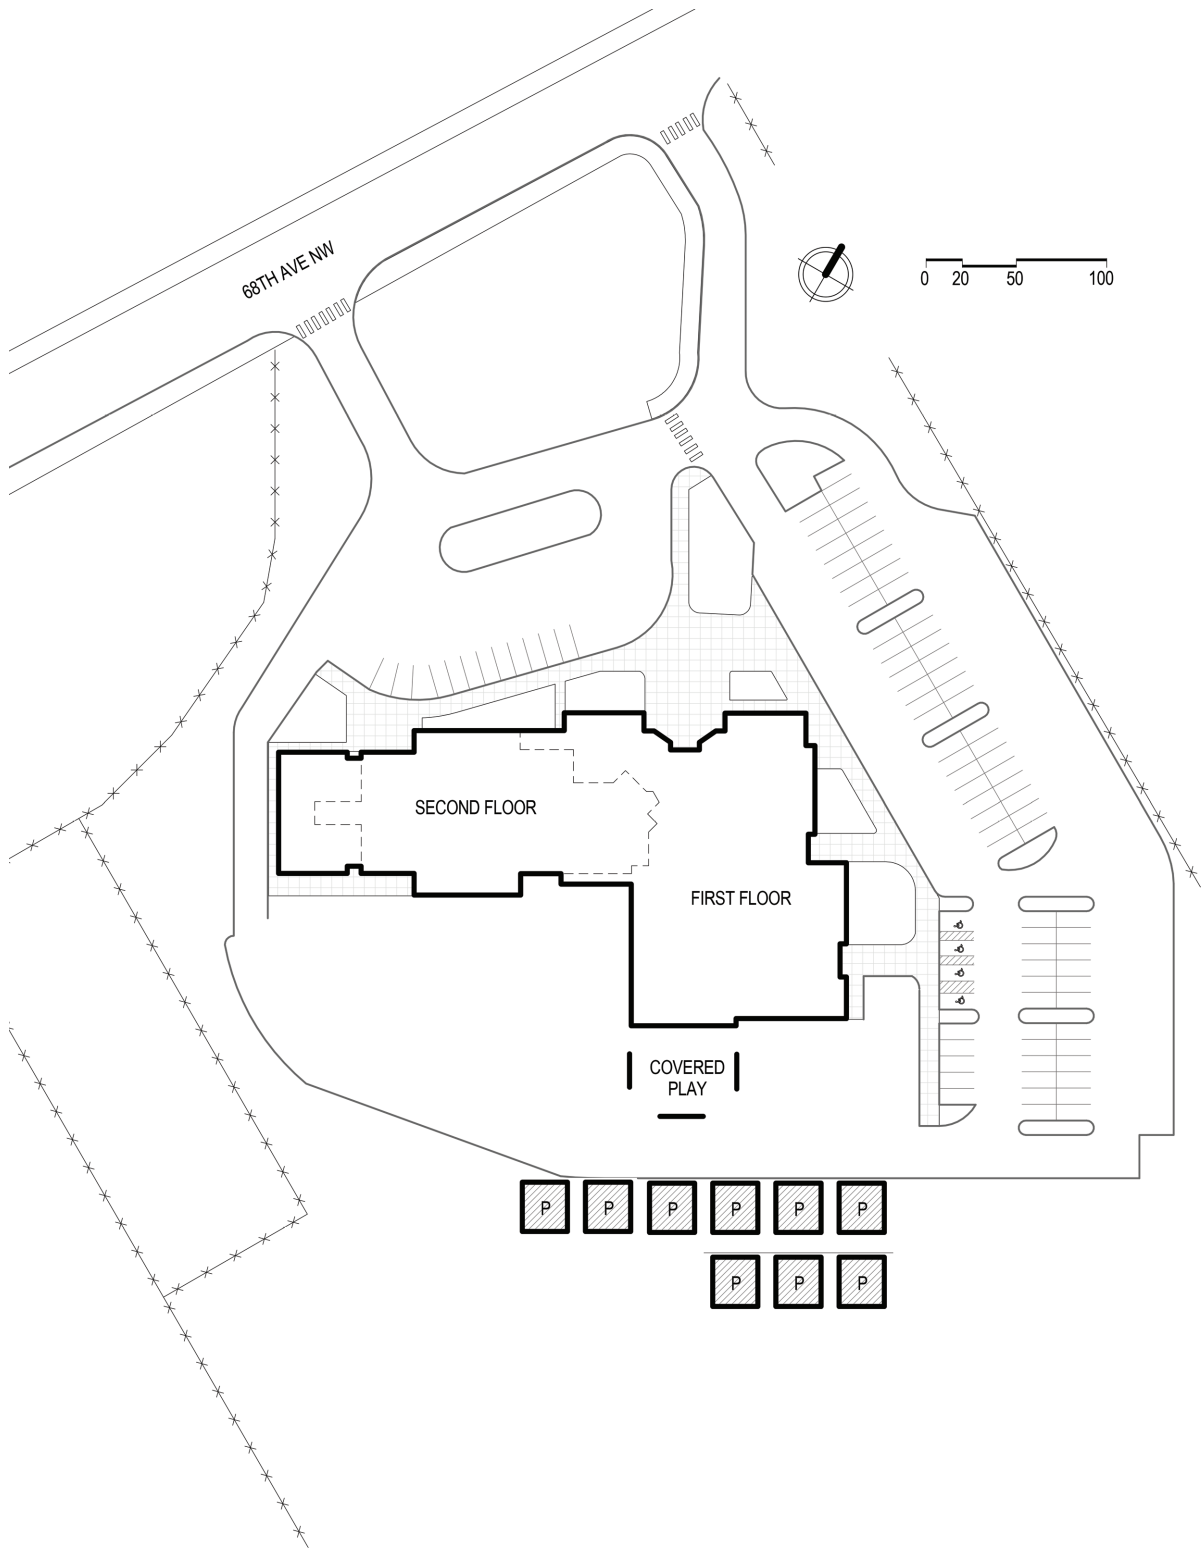 68TH AVE NW
0 20 50 100
SECOND FLOOR
FIRST FLOOR
COVERED
PLAY
P P P P P P
P P P